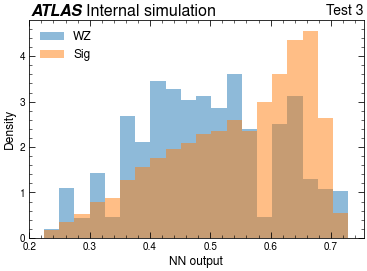 ATLAS Internal simulation
Test 3
WZ
Sig
Density
4
3
2
1
0
0.2 0.3 0.4 0.5 0.6 0.7
NN output